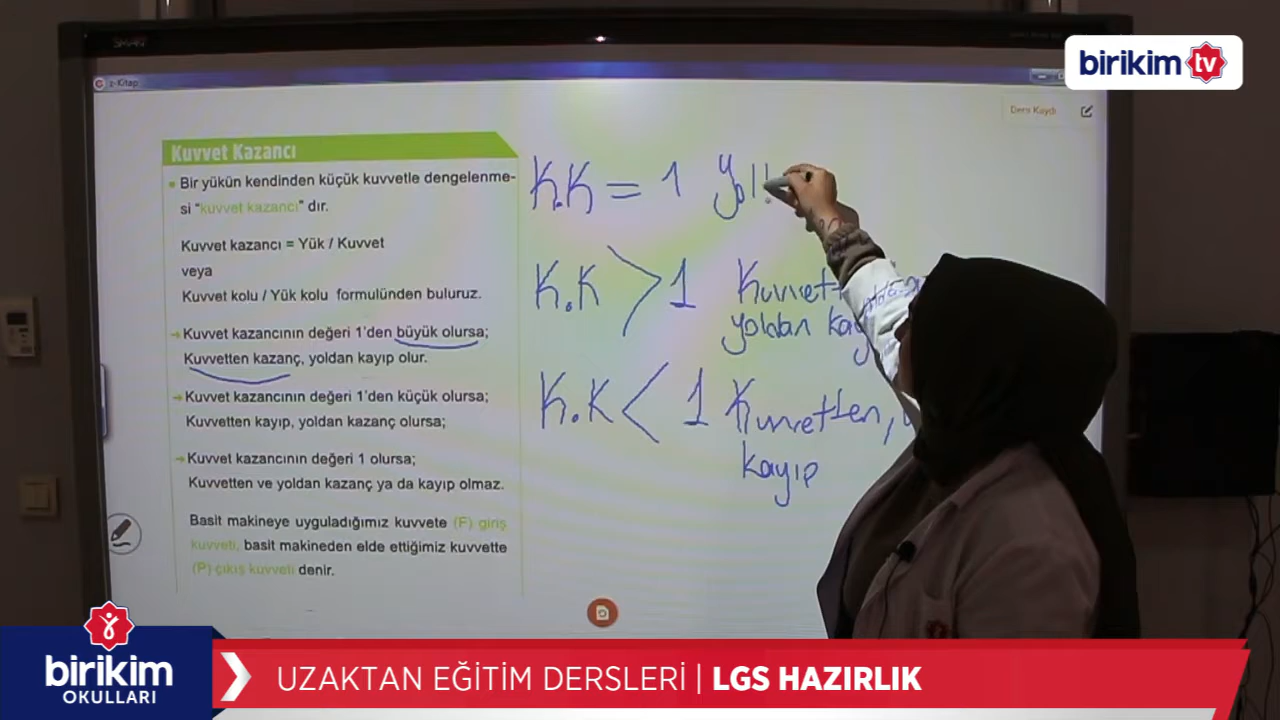 SMART
birikim tv
z-Kitap
Ders Kaydı
Kuvvet Kazancı
Bir yükün kendinden küçük kuvvetle dengelenme-
si "kuvvet kazancı" dır.
Kuvvet kazancı = Yük / Kuvvet
veya
Kuvvet kolu / Yük kolu formulünden buluruz.
→ Kuvvet kazancının değeri 1'den büyük olursa;
Kuvvetten kazanç, yoldan kayıp olur.
→ Kuvvet kazancının değeri 1'den küçük olursa;
Kuvvetten kayıp, yoldan kazanç olursa;
→ Kuvvet kazancının değeri 1 olursa;
Kuvvetten ve yoldan kazanç ya da kayıp olmaz.
Basit makineye uyguladığımız kuvvete (F) giriş
kuvveti, basit makineden elde ettiğimiz kuvvette
(P) çıkış kuvveti denir.
K.K = 1
K.K > 1
yoldan
K.K < 1 Kuvvetten,
kayıp
birikim
OKULLARI
UZAKTAN EĞİTİM DERSLERİ | LGS HAZIRLIK